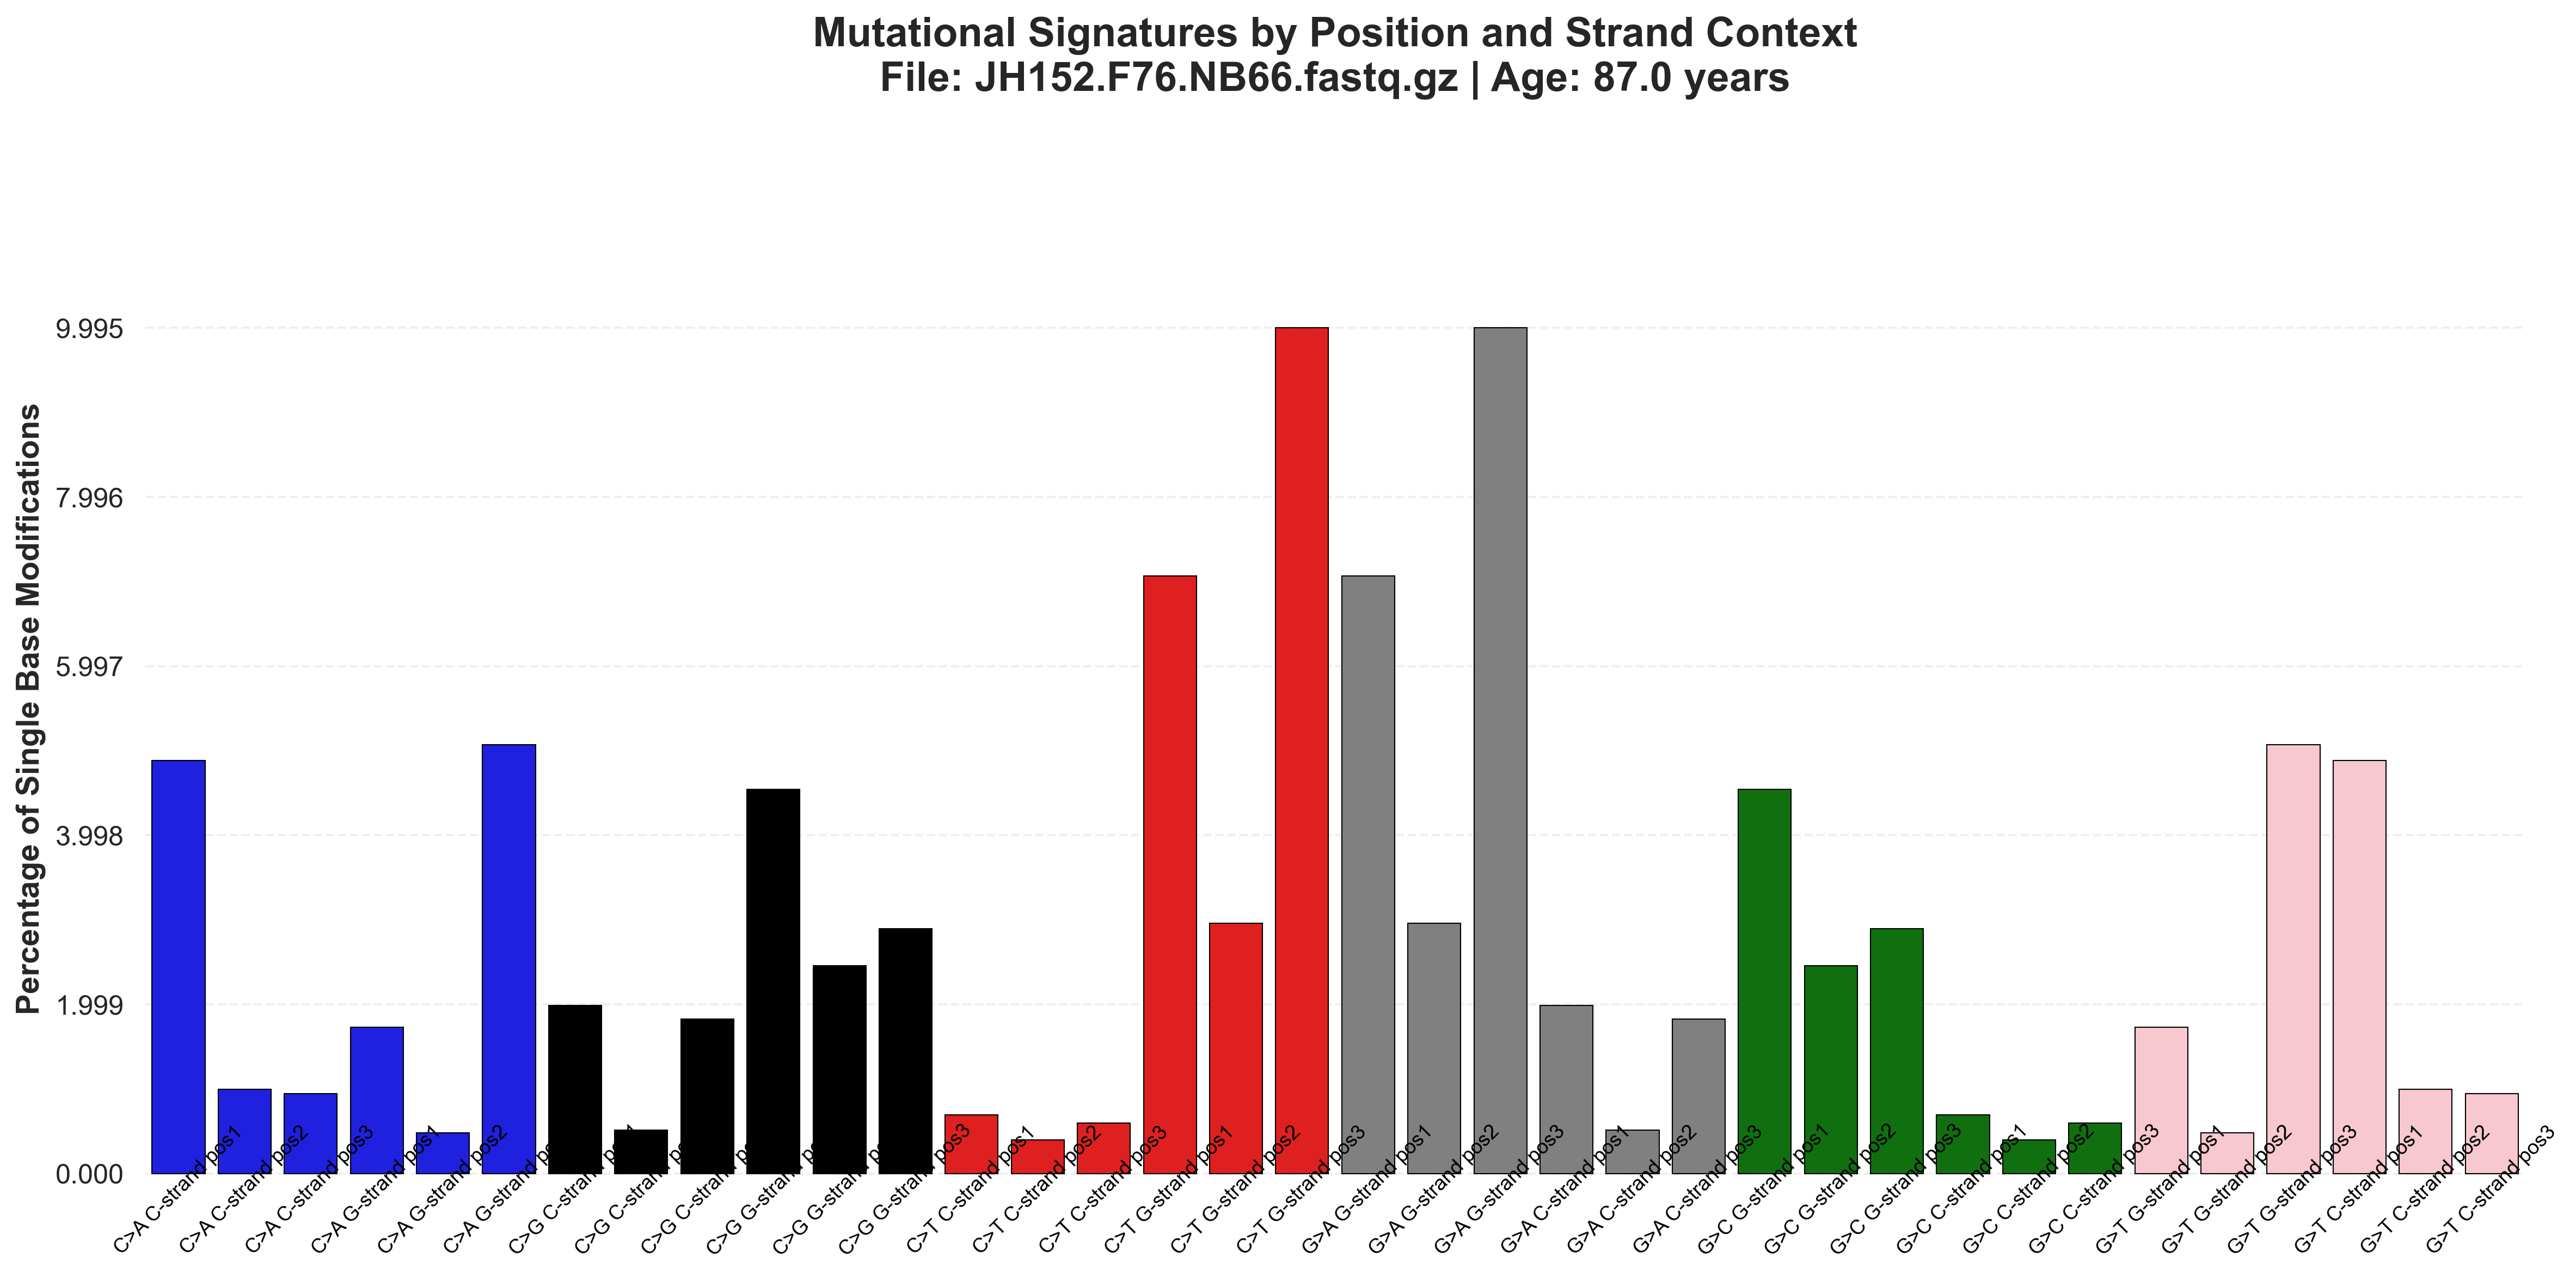 Mutational Signatures by Position and Strand Context
File: JH152.F76.NB66.fastq.gz | Age: 87.0 years
Percentage of Single Base Modifications
9.995
7.996
5.997
3.998
1.999
0.000
C>A C-strand pos1
C>A C-strand pos2
C>A C-strand pos3
C>A G-strand pos1
C>A G-strand pos2
C>A G-strand pos
C>G C-strand pos1
C>G C-strand pos
C>G C-strand pos
C>G G-strand pos
C>G G-strand pos
C>G G-strand pos3
C>T C-strand pos1
C>T C-strand pos2
C>T C-strand pos3
C>T G-strand pos1
C>T G-strand pos2
C>T G-strand pos3
G>A G-strand pos1
G>A G-strand pos2
G>A G-strand pos3
G>A C-strand pos1
G>A C-strand pos2
G>A C-strand pos3
G>C G-strand pos1
G>C G-strand pos2
G>C G-strand pos3
G>C C-strand pos1
G>C C-strand pos2
G>C C-strand pos3
G>T G-strand pos1
G>T G-strand pos2
G>T G-strand pos3
G>T C-strand pos1
G>T C-strand pos2
G>T C-strand pos3